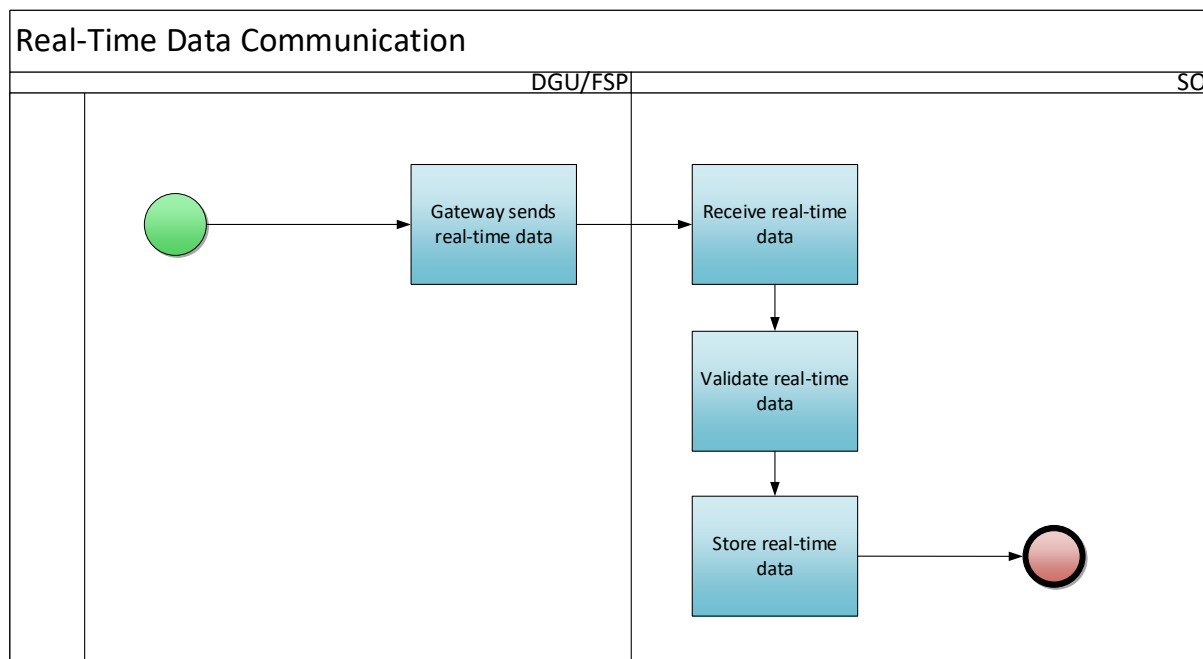 Real-Time Data Communication
DGU/FSP
SO
Gateway sends
real-time data
Receive real-time
data
Validate real-time
data
Store real-time
data